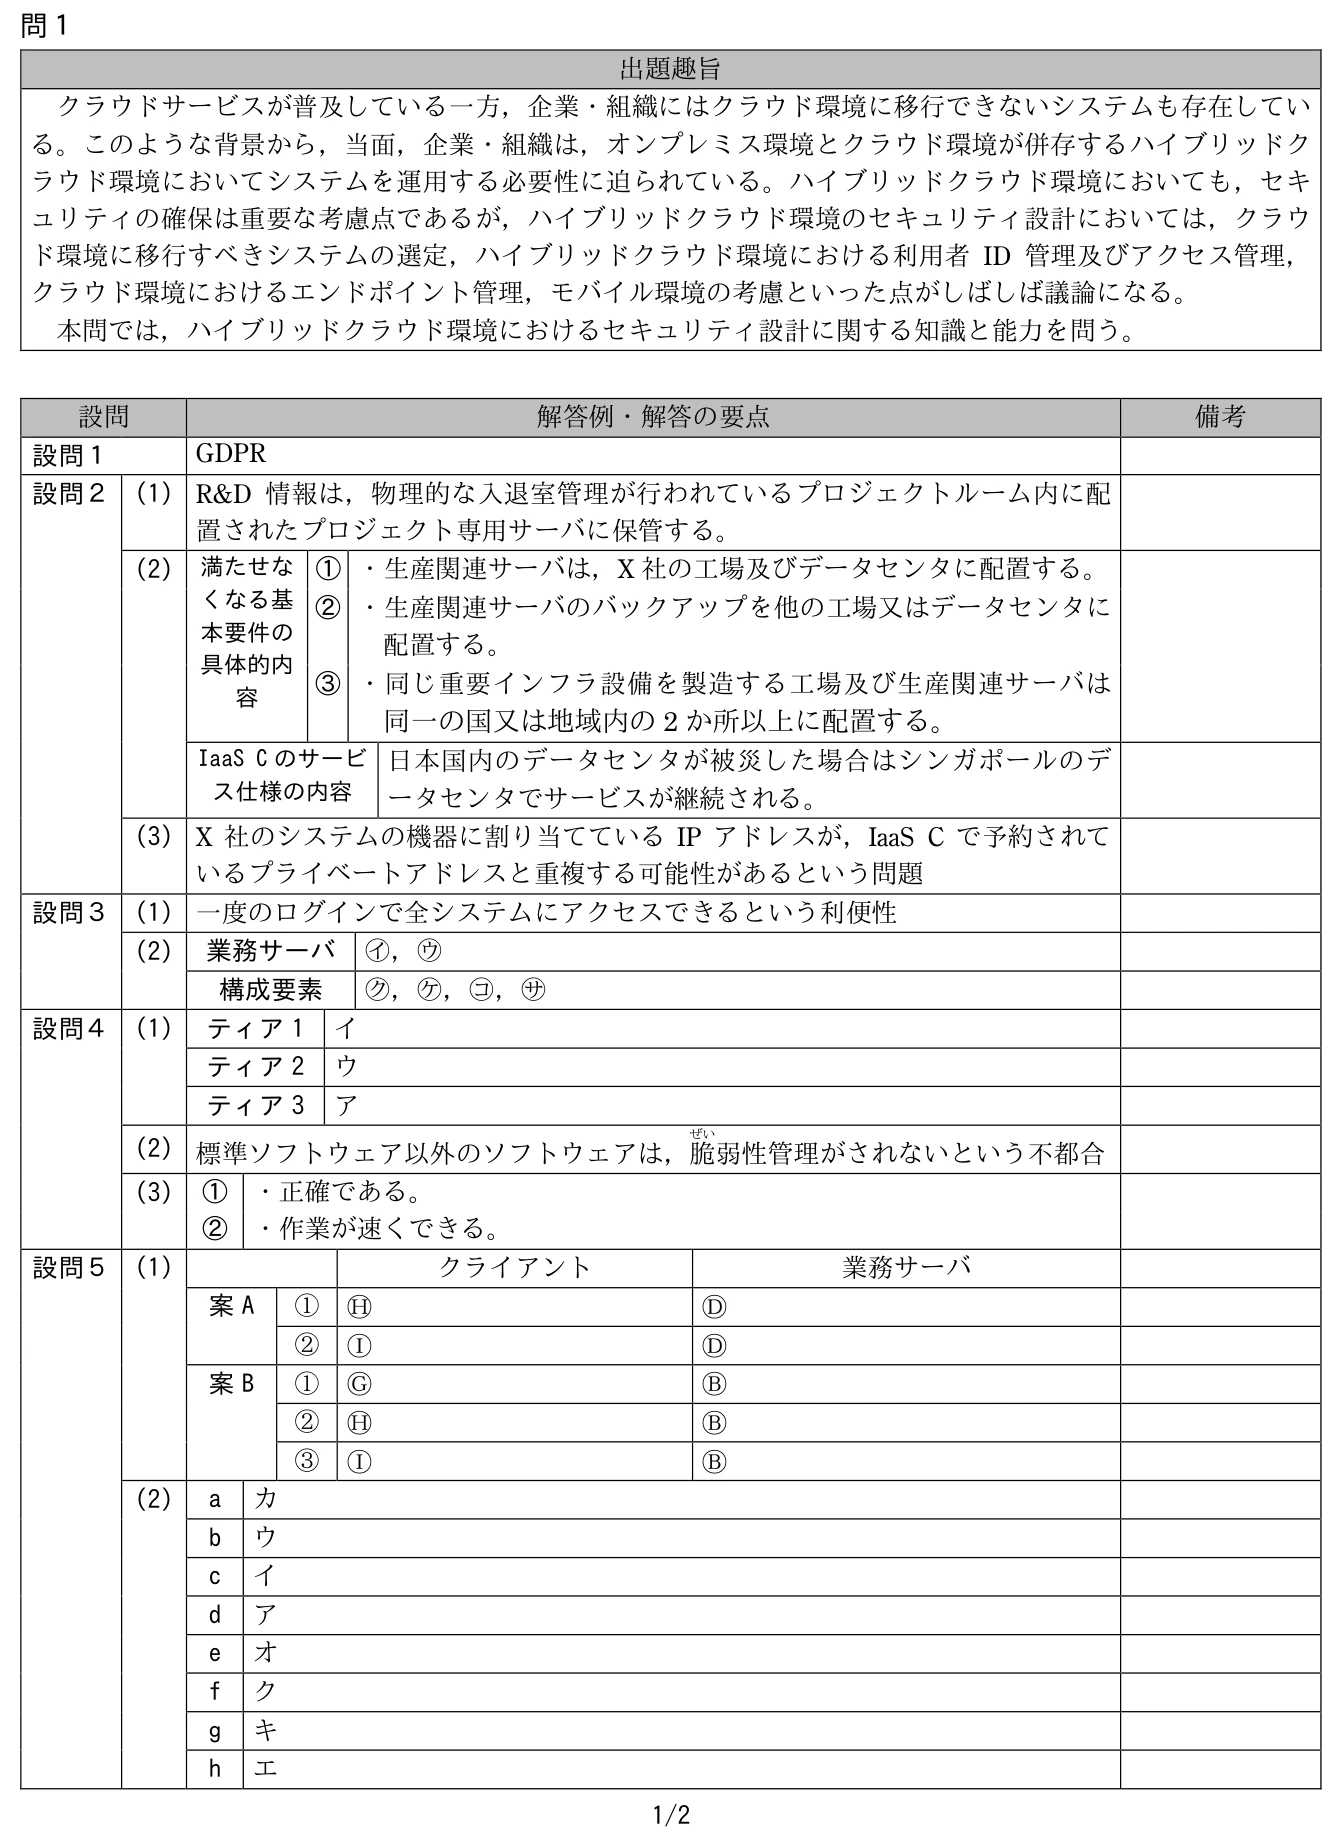 問1
出題趣旨
クラウドサービスが普及している一方，企業・組織にはクラウド環境に移行できないシステムも存在してい
る。このような背景から，当面，企業・組織は，オンプレミス環境とクラウド環境が併存するハイブリッドク
ラウド環境においてシステムを運用する必要性に迫られている。ハイブリッドクラウド環境においても，セキ
ュリティの確保は重要な考慮点であるが，ハイブリッドクラウド環境のセキュリティ設計においては，クラウ
ド環境に移行すべきシステムの選定，ハイブリッドクラウド環境における利用者 ID 管理及びアクセス管理，
クラウド環境におけるエンドポイント管理，モバイル環境の考慮といった点がしばしば議論になる。
本問では，ハイブリッドクラウド環境におけるセキュリティ設計に関する知識と能力を問う。
設問 解答例・解答の要点 備考
設問1 GDPR
設問2 (1) R&D 情報は，物理的な入退室管理が行われているプロジェクトルーム内に配
置されたプロジェクト専用サーバに保管する。
(2) 満たせな ① ・生産関連サーバは，X 社の工場及びデータセンタに配置する。
くなる基 ② ・生産関連サーバのバックアップを他の工場又はデータセンタに
本要件の 配置する。
具体的内 ③ ・同じ重要インフラ設備を製造する工場及び生産関連サーバは
容 同一の国又は地域内の 2 か所以上に配置する。
IaaS C のサービ 日本国内のデータセンタが被災した場合はシンガポールのデ
ス仕様の内容 ータセンタでサービスが継続される。
(3) X 社のシステムの機器に割り当てている IP アドレスが，IaaS C で予約されて
いるプライベートアドレスと重複する可能性があるという問題
設問3 (1) 一度のログインで全システムにアクセスできるという利便性
(2) 業務サーバ ㋑，㋒
構成要素 ㋗，㋘，㋙，㋚
設問4 (1) ティア1 イ
ティア2 ウ
ティア3 ア
ぜい
(2) 標準ソフトウェア以外のソフトウェアは，脆弱性管理がされないという不都合
(3) ① ・正確である。
② ・作業が速くできる。
設問5 (1) クライアント 業務サーバ
案A ① Ⓗ Ⓓ
② Ⓘ Ⓓ
案B ① Ⓖ Ⓑ
② Ⓗ Ⓑ
③ Ⓘ Ⓑ
(2) a カ
b ウ
c イ
d ア
e オ
f ク
g キ
h エ
1/2